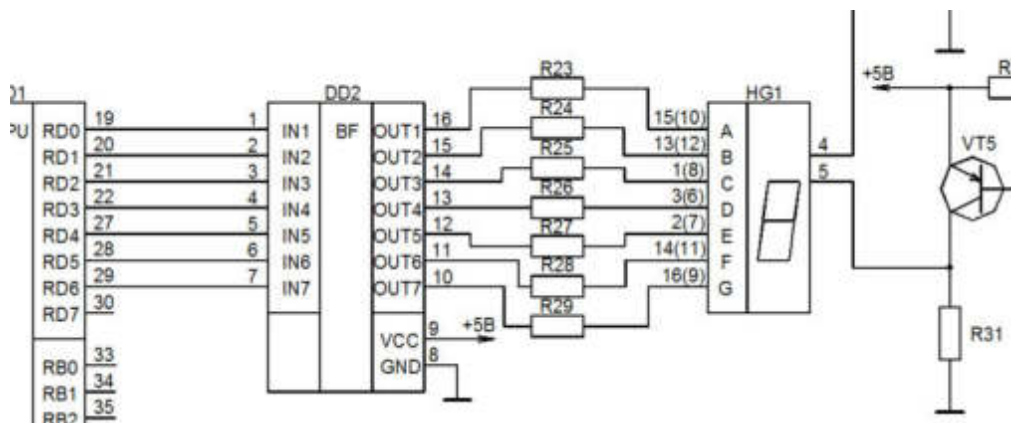 R23
R
+5В
D1 DD2 HG1
PU RD0 19 1 IN1 BF OUT1 16 R24 15(10) A
RD1 20 2 IN2 OUT2 15 R25 13(12) B 4 VT5
RD2 21 3 IN3 OUT3 14 R26 1(8) C 5
RD3 22 4 IN4 OUT4 13 3(6) D
RD4 27 5 IN5 OUT5 12 R27 2(7) E
RD5 28 6 IN6 OUT6 11 R28 14(11) F
RD6 29 7 IN7 OUT7 10 R29 16(9) G
RD7 30
+5В
VCC 9
R31
GND 8
RB0 33
RB1 34
RB2 35